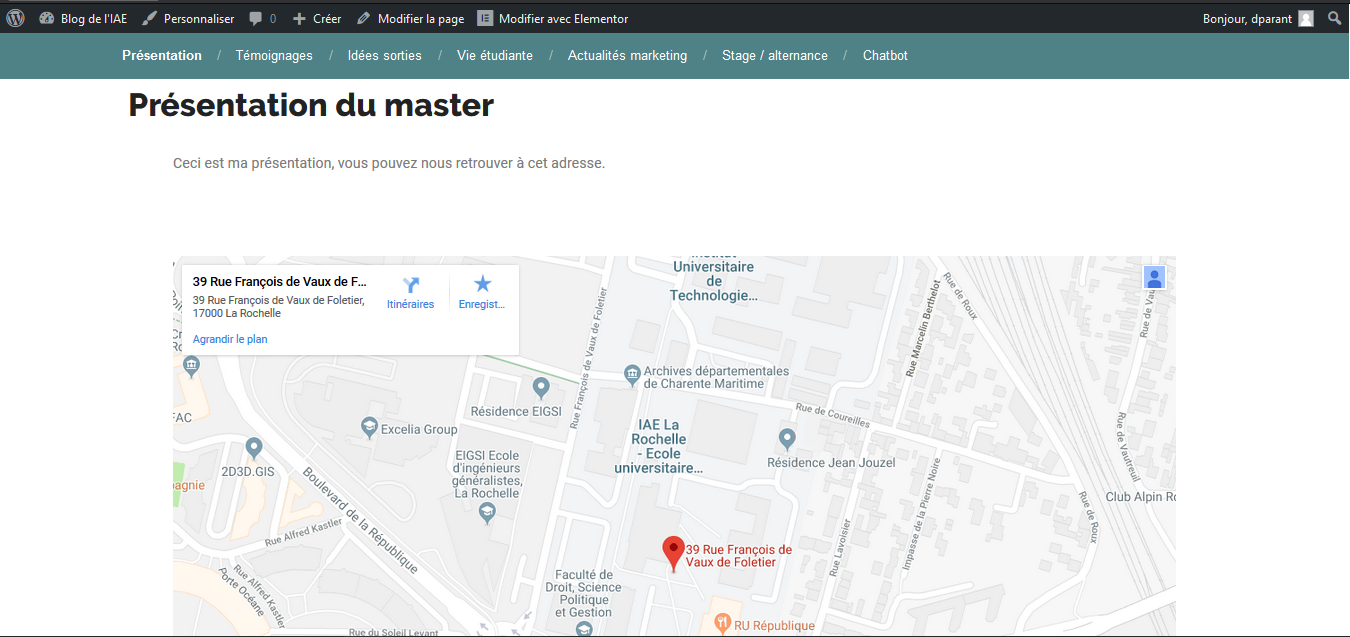 Blog de l'IAE Personnaliser 0 Créer Modifier la page Modifier avec Elementor Bonjour, dparant
Présentation / Témoignages / Idées sorties / Vie étudiante / Actualités marketing / Stage / alternance / Chatbot
Présentation du master
Ceci est ma présentation, vous pouvez nous retrouver à cet adresse.
39 Rue François de Vaux de F...
39 Rue François de Vaux de Foletier,
17000 La Rochelle
Agrandir le plan
Itinéraires
Enregist...
Universitaire
de
Technologie...
Rue de Roux
Rue Marcelin Berthelot
Rue François de Vaux de Foletier
Archives départementales
de Charente Maritime
Résidence EIGSI
Rue de Coureilles
FAC
Excelia Group
IAE La
Rochelle
- Ecole
universitaire...
Résidence Jean Jouzel
Rue de Vautreuil
2D3D.GIS
EIGSI Ecole
d'ingénieurs
généralistes,
La Rochelle
Boulevard de la République
Impasse de la Pierre Noire
Club Alpin
Rue de Roux
Rue Alfred Kastler
Rue Lavoisier
39 Rue François de
Vaux de Foletier
Faculté de
Droit, Science
Politique
et Gestion
Rue Alfred Kastler
Porte Océane
RU République
Rue du Soleil Levant